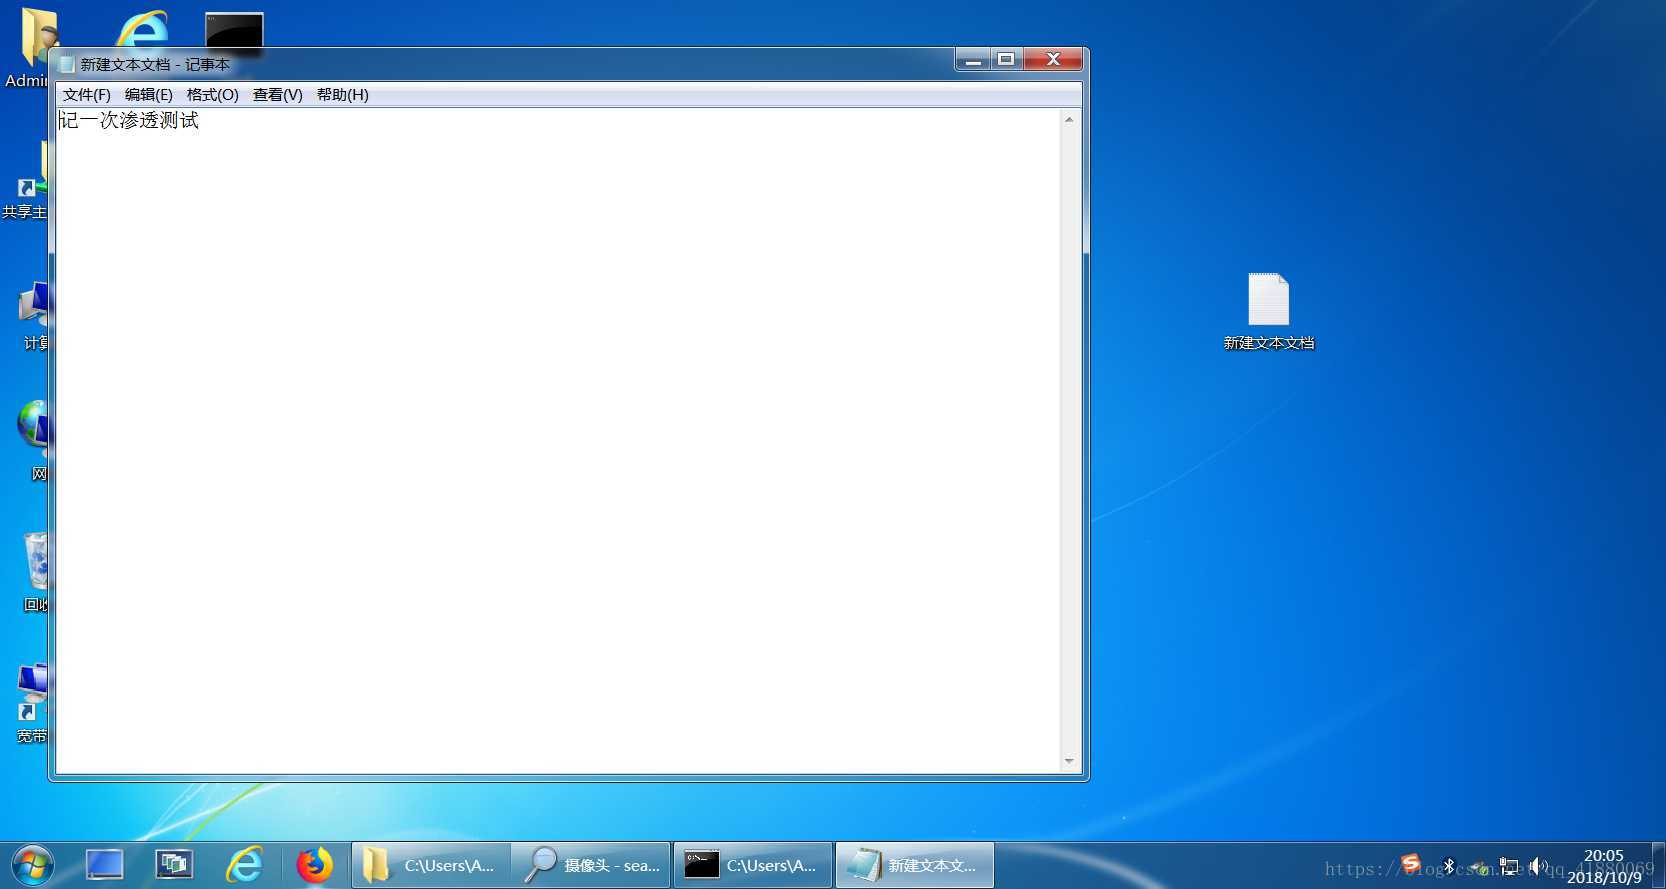 新建文本文档 - 记事本
文件(F) 编辑(E) 格式(O) 查看(V) 帮助(H)
记一次渗透测试
Admin
共享主
计算
网
回收
宽带
新建文本文档
C:\Users\A...
摄像头 - sea...
C:\Users\A...
新建文本文...
20:05
2018/10/9
https://blog.csdn.net/qq_41880069